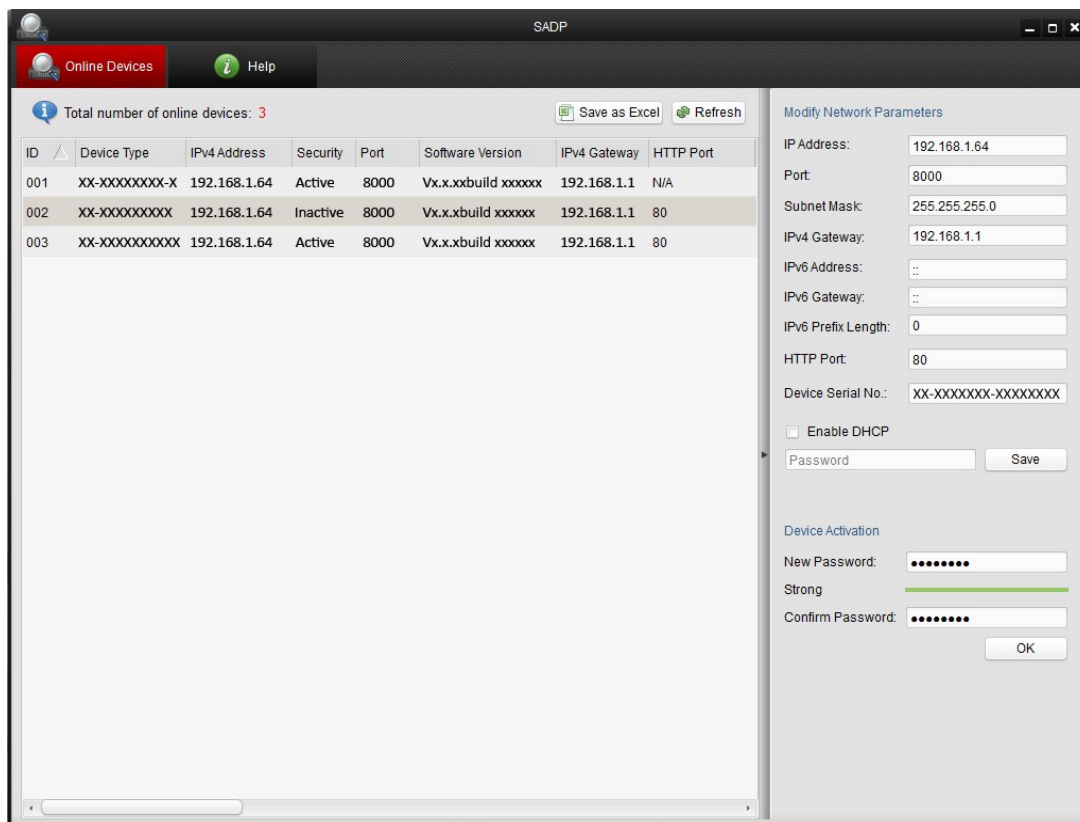 SADP
Online Devices Help
Total number of online devices: 3 Save as Excel Refresh
ID Device Type IPv4 Address Security Port Software Version IPv4 Gateway HTTP Port
001 XX-XXXXXXXX-X 192.168.1.64 Active 8000 Vx.x.xxbuild xxxxxx 192.168.1.1 N/A
002 XX-XXXXXXXXX 192.168.1.64 Inactive 8000 Vx.x.xbuild xxxxxx 192.168.1.1 80
003 XX-XXXXXXXXXX 192.168.1.64 Active 8000 Vx.x.xbuild xxxxxx 192.168.1.1 80
Modify Network Parameters
IP Address: 192.168.1.64
Port: 8000
Subnet Mask: 255.255.255.0
IPv4 Gateway: 192.168.1.1
IPv6 Address: ::
IPv6 Gateway: ::
IPv6 Prefix Length: 0
HTTP Port: 80
Device Serial No.: XX-XXXXXXX-XXXXXXXX
Enable DHCP
Password Save
Device Activation
New Password: ●●●●●●●●
Strong
Confirm Password: ●●●●●●●●
OK